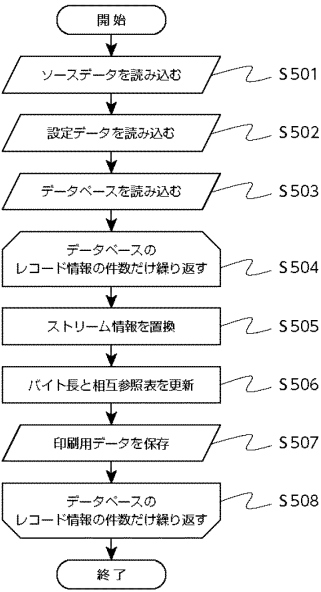 開 始
ソースデータを読み込む
S501
設定データを読み込む
S502
データベースを読み込む
S503
データベースの
レコード情報の件数だけ繰り返す
S504
ストリーム情報を置換
S505
バイト長と相互参照表を更新
S506
印刷用データを保存
S507
データベースの
レコード情報の件数だけ繰り返す
S508
終 了